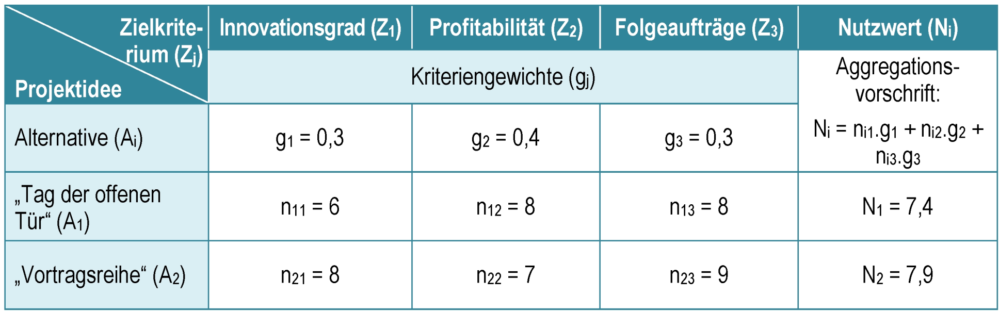 Zielkrite-
rium (Zj)
Projektidee
Innovationsgrad (Z1)
Profitabilität (Z2)
Folgeaufträge (Z3)
Nutzwert (Ni)
Kriteriengewichte (gj)
Aggregations-
vorschrift:
Ni = ni1.g1 + ni2.g2 +
ni3.g3
Alternative (Ai)
g1 = 0,3
g2 = 0,4
g3 = 0,3
„Tag der offenen
Tür“ (A1)
n11 = 6
n12 = 8
n13 = 8
N1 = 7,4
„Vortragsreihe“ (A2)
n21 = 8
n22 = 7
n23 = 9
N2 = 7,9